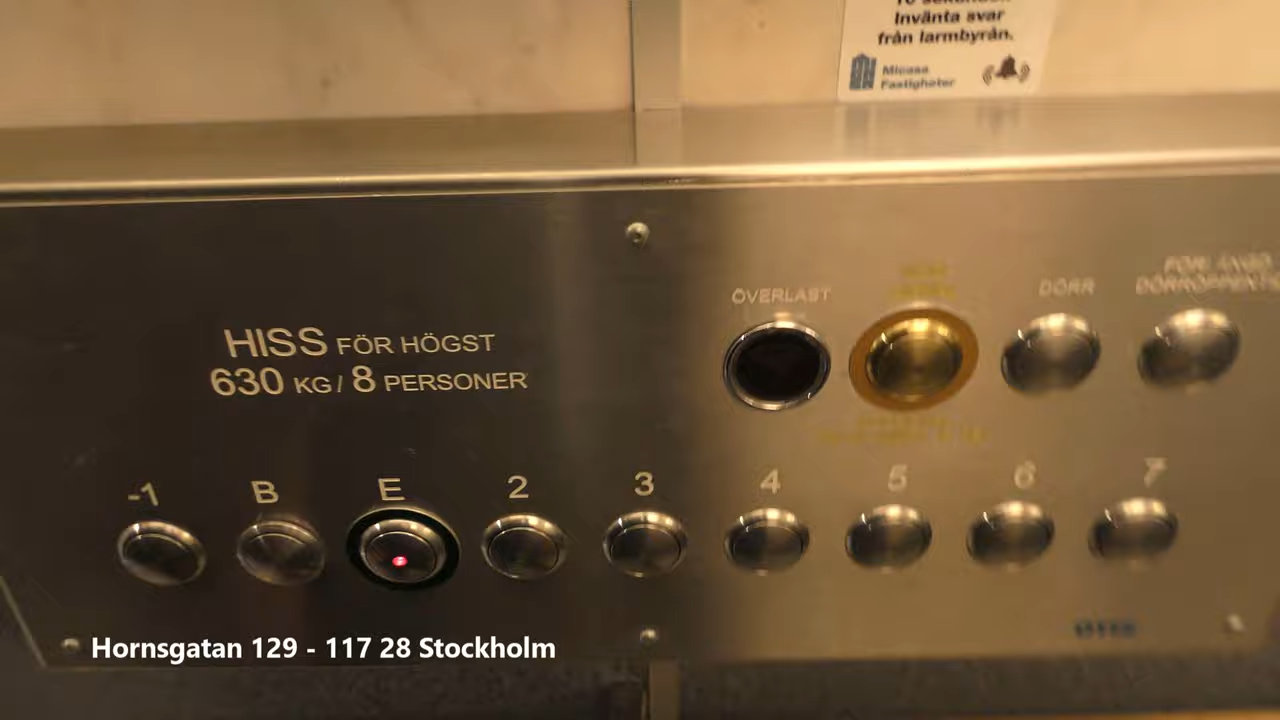 Invänta svar
från larmbyrån.
Micasa
Fastigheter
ÖVERLAST
DÖRR
HISS FÖR HÖGST
630 KG / 8 PERSONER
-1 B E 2 3 4 5 6 7
Hornsgatan 129 - 117 28 Stockholm